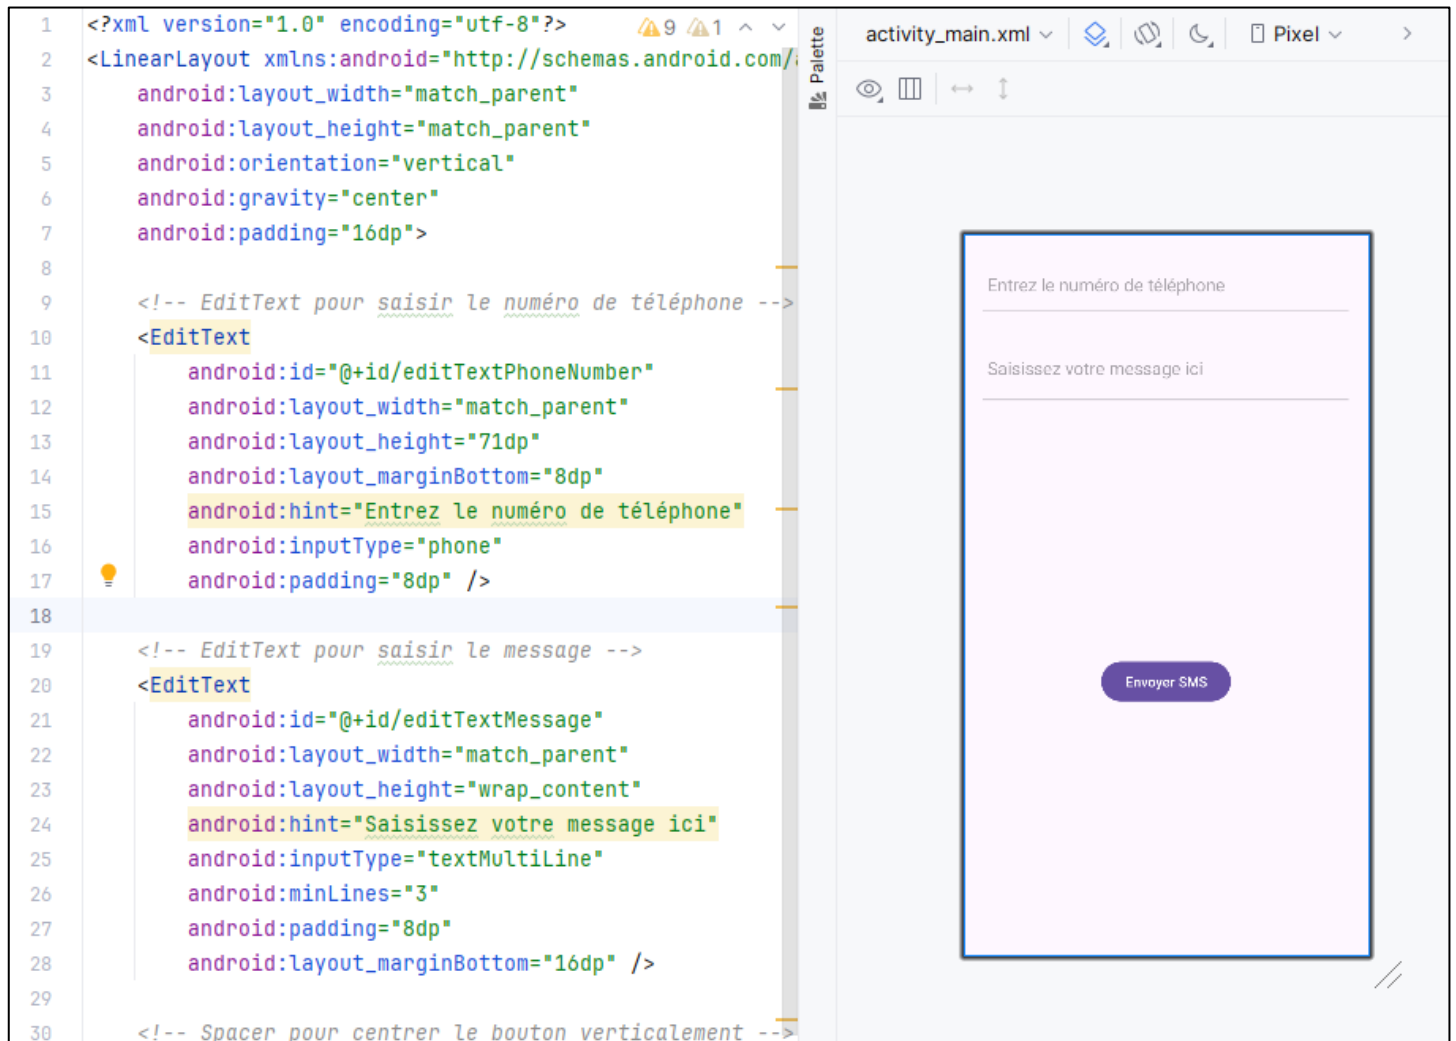 1 <?xml version="1.0" encoding="utf-8"?>
9 1
2 <LinearLayout xmlns:android="http://schemas.android.com/
3 android:layout_width="match_parent"
4 android:layout_height="match_parent"
5 android:orientation="vertical"
6 android:gravity="center"
7 android:padding="16dp">
8
9 <!-- EditText pour saisir le numéro de téléphone -->
10 <EditText
11 android:id="@+id/editTextPhoneNumber"
12 android:layout_width="match_parent"
13 android:layout_height="71dp"
14 android:layout_marginBottom="8dp"
15 android:hint="Entrez le numéro de téléphone"
16 android:inputType="phone"
17 android:padding="8dp" />
18
19 <!-- EditText pour saisir le message -->
20 <EditText
21 android:id="@+id/editTextMessage"
22 android:layout_width="match_parent"
23 android:layout_height="wrap_content"
24 android:hint="Saisissez votre message ici"
25 android:inputType="textMultiLine"
26 android:minLines="3"
27 android:padding="8dp"
28 android:layout_marginBottom="16dp" />
29
30 <!-- Spacer pour centrer le bouton verticalement -->
Palette
activity_main.xml
Pixel
Entrez le numéro de téléphone
Saisissez votre message ici
Envoyer SMS